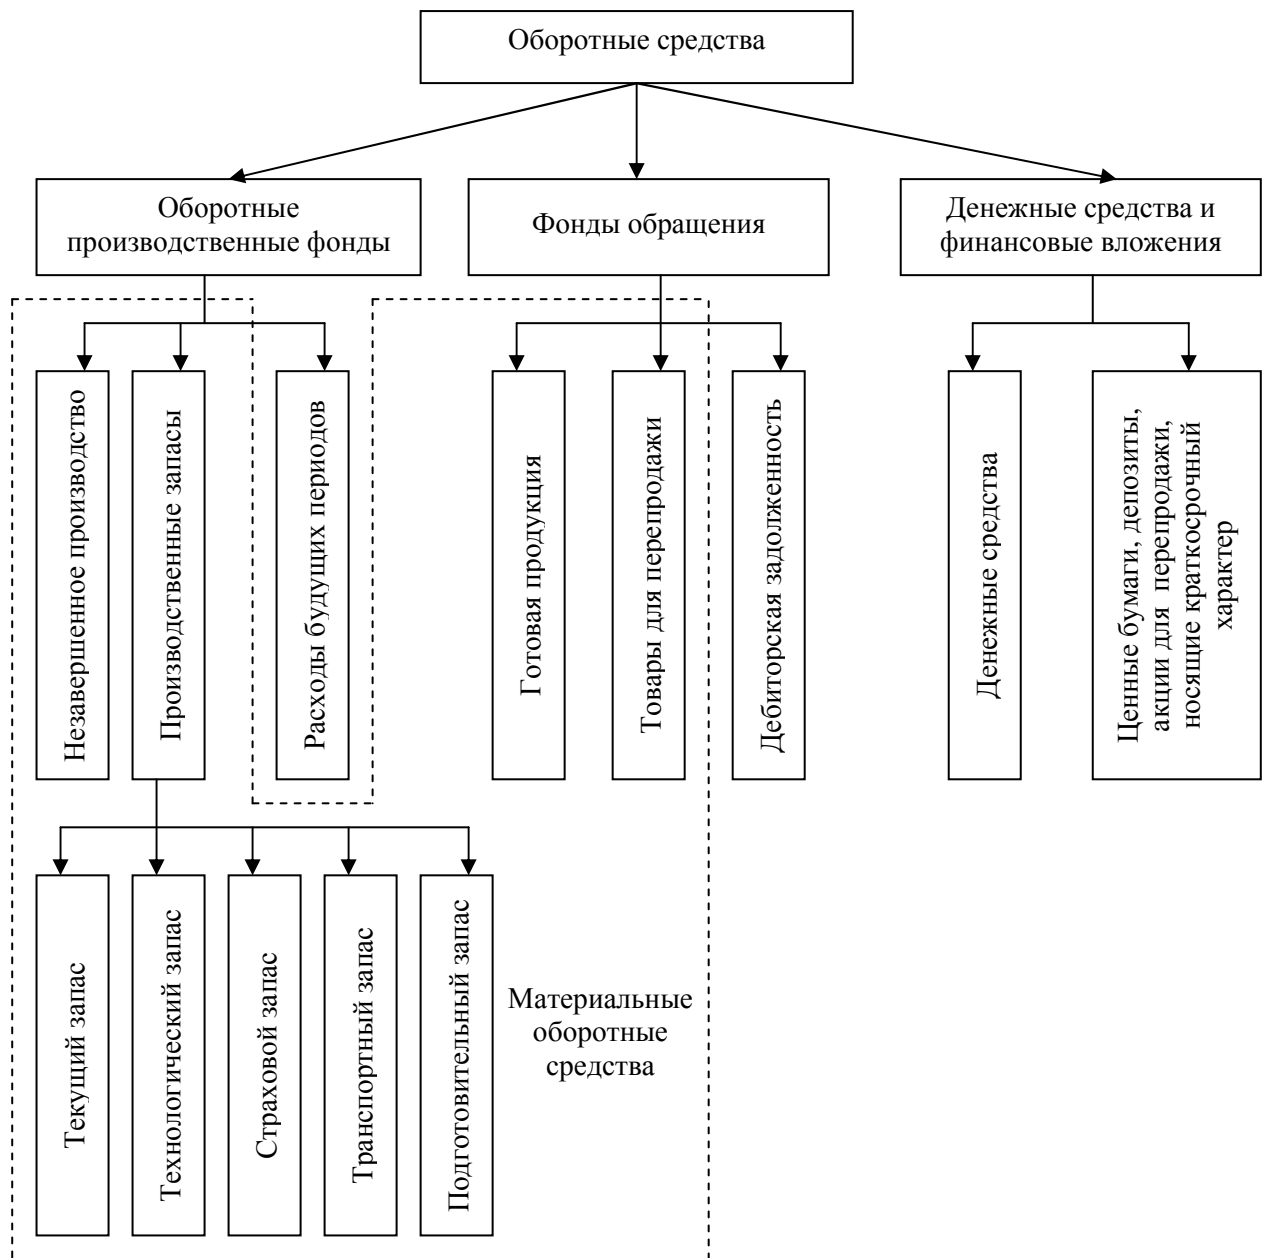 Оборотные средства
Оборотные
производственные фонды
Фонды обращения
Денежные средства и
финансовые вложения
Незавершенное производство
Производственные запасы
Расходы будущих периодов
Готовая продукция
Товары для перепродажи
Дебиторская задолженность
Денежные средства
Ценные бумаги, депозиты,
акции для перепродажи,
носящие краткосрочный
характер
Текущий запас
Технологический запас
Страховой запас
Транспортный запас
Подготовительный запас
Материальные
оборотные
средства